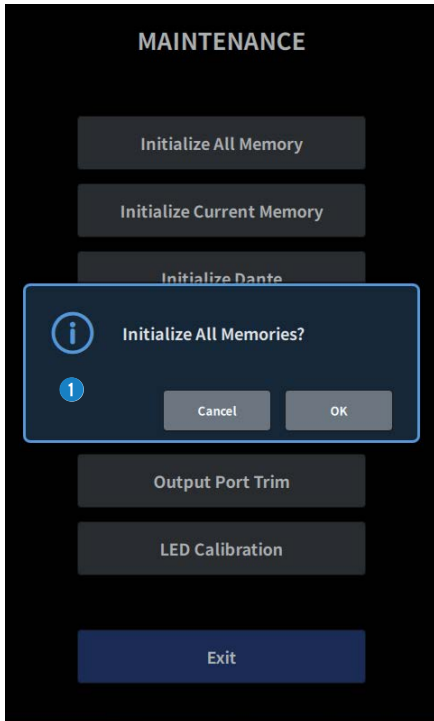 MAINTENANCE
Initialize All Memory
Initialize Current Memory
Initialize Dante
Initialize All Memories?
1
Cancel
OK
Output Port Trim
LED Calibration
Exit